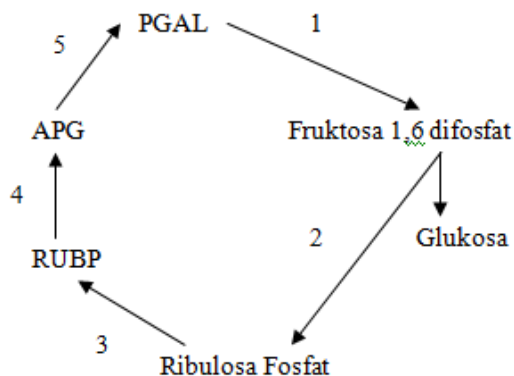 PGAL
1
5
APG
Fruktosa 1,6 difosfat
4
2
Glukosa
RUBP
3
Ribulosa Fosfat